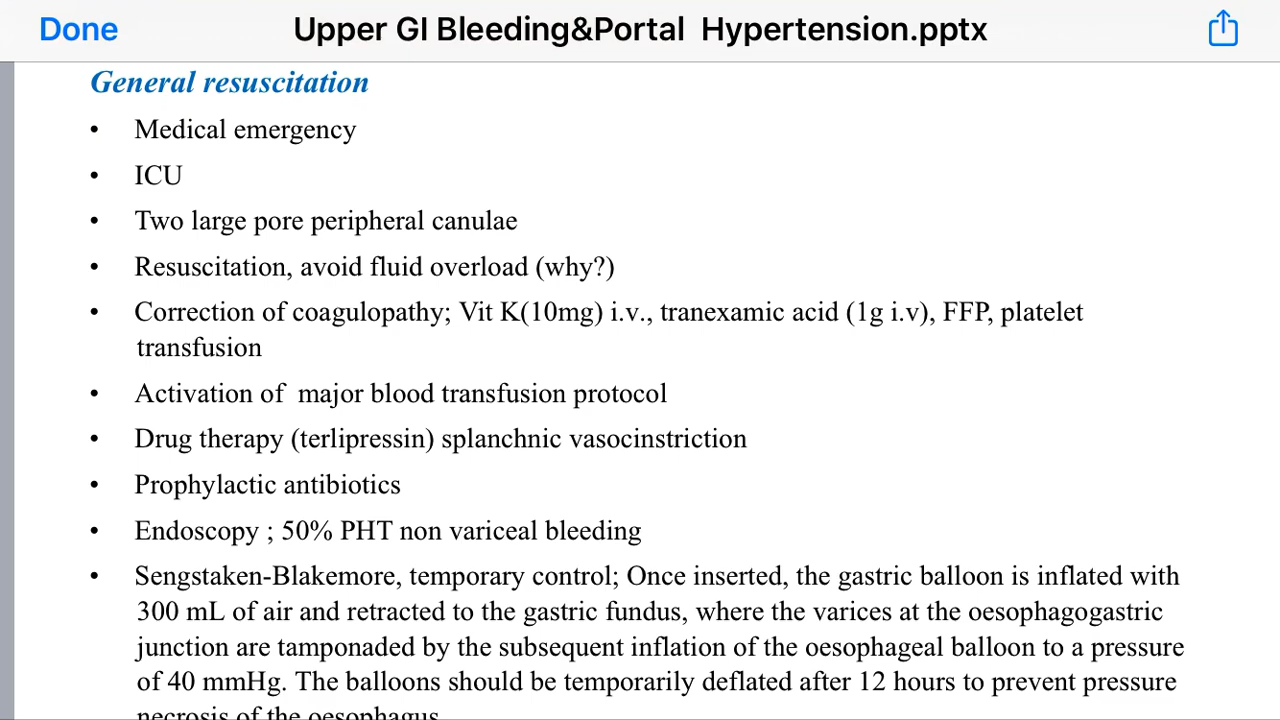 Done
Upper GI Bleeding&Portal Hypertension.pptx
General resuscitation
• Medical emergency
• ICU
• Two large pore peripheral canulae
• Resuscitation, avoid fluid overload (why?)
• Correction of coagulopathy; Vit K(10mg) i.v., tranexamic acid (1g i.v), FFP, platelet
transfusion
• Activation of  major blood transfusion protocol
• Drug therapy (terlipressin) splanchnic vasocinstriction
• Prophylactic antibiotics
• Endoscopy ; 50% PHT non variceal bleeding
• Sengstaken-Blakemore, temporary control; Once inserted, the gastric balloon is inflated with
300 mL of air and retracted to the gastric fundus, where the varices at the oesophagogastric
junction are tamponaded by the subsequent inflation of the oesophageal balloon to a pressure
of 40 mmHg. The balloons should be temporarily deflated after 12 hours to prevent pressure
necrosis of the oesophagus.